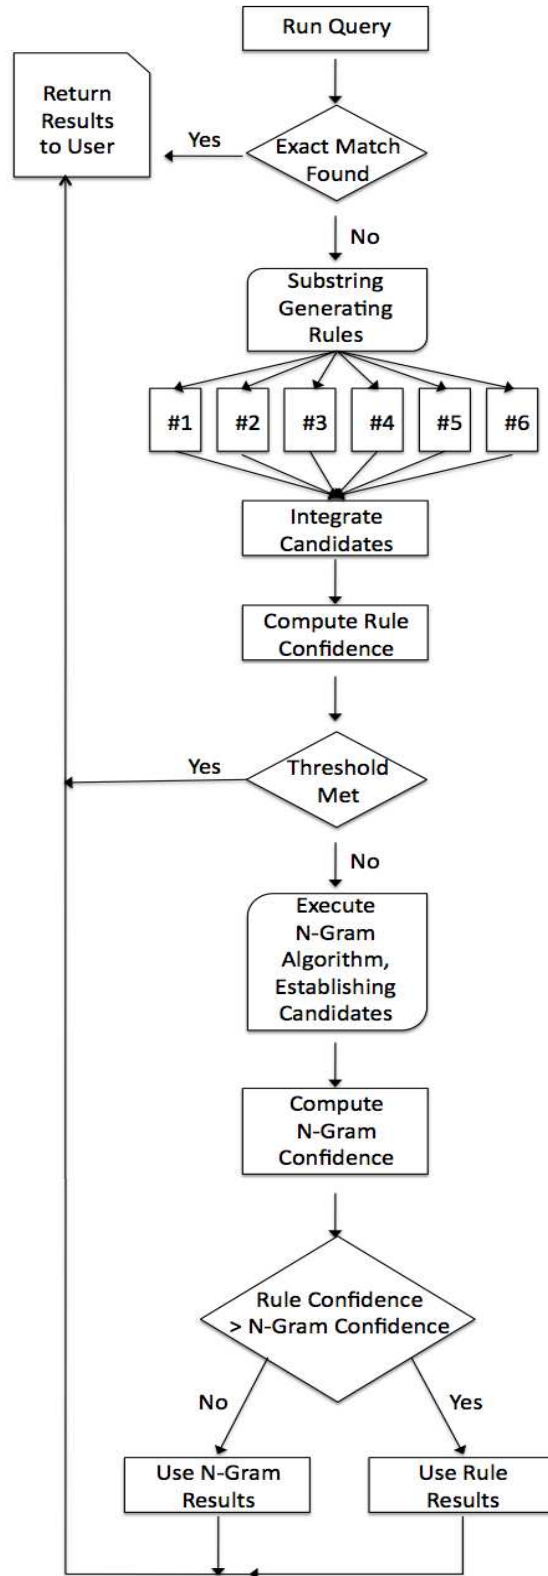 Run Query
Return
Results
to User
Yes
Exact Match
Found
No
Substring
Generating
Rules
#1
#2
#3
#4
#5
#6
Integrate
Candidates
Compute Rule
Confidence
Yes
Threshold
Met
No
Execute
N-Gram
Algorithm,
Establishing
Candidates
Compute
N-Gram
Confidence
Rule Confidence
> N-Gram Confidence
No
Yes
Use N-Gram
Results
Use Rule
Results